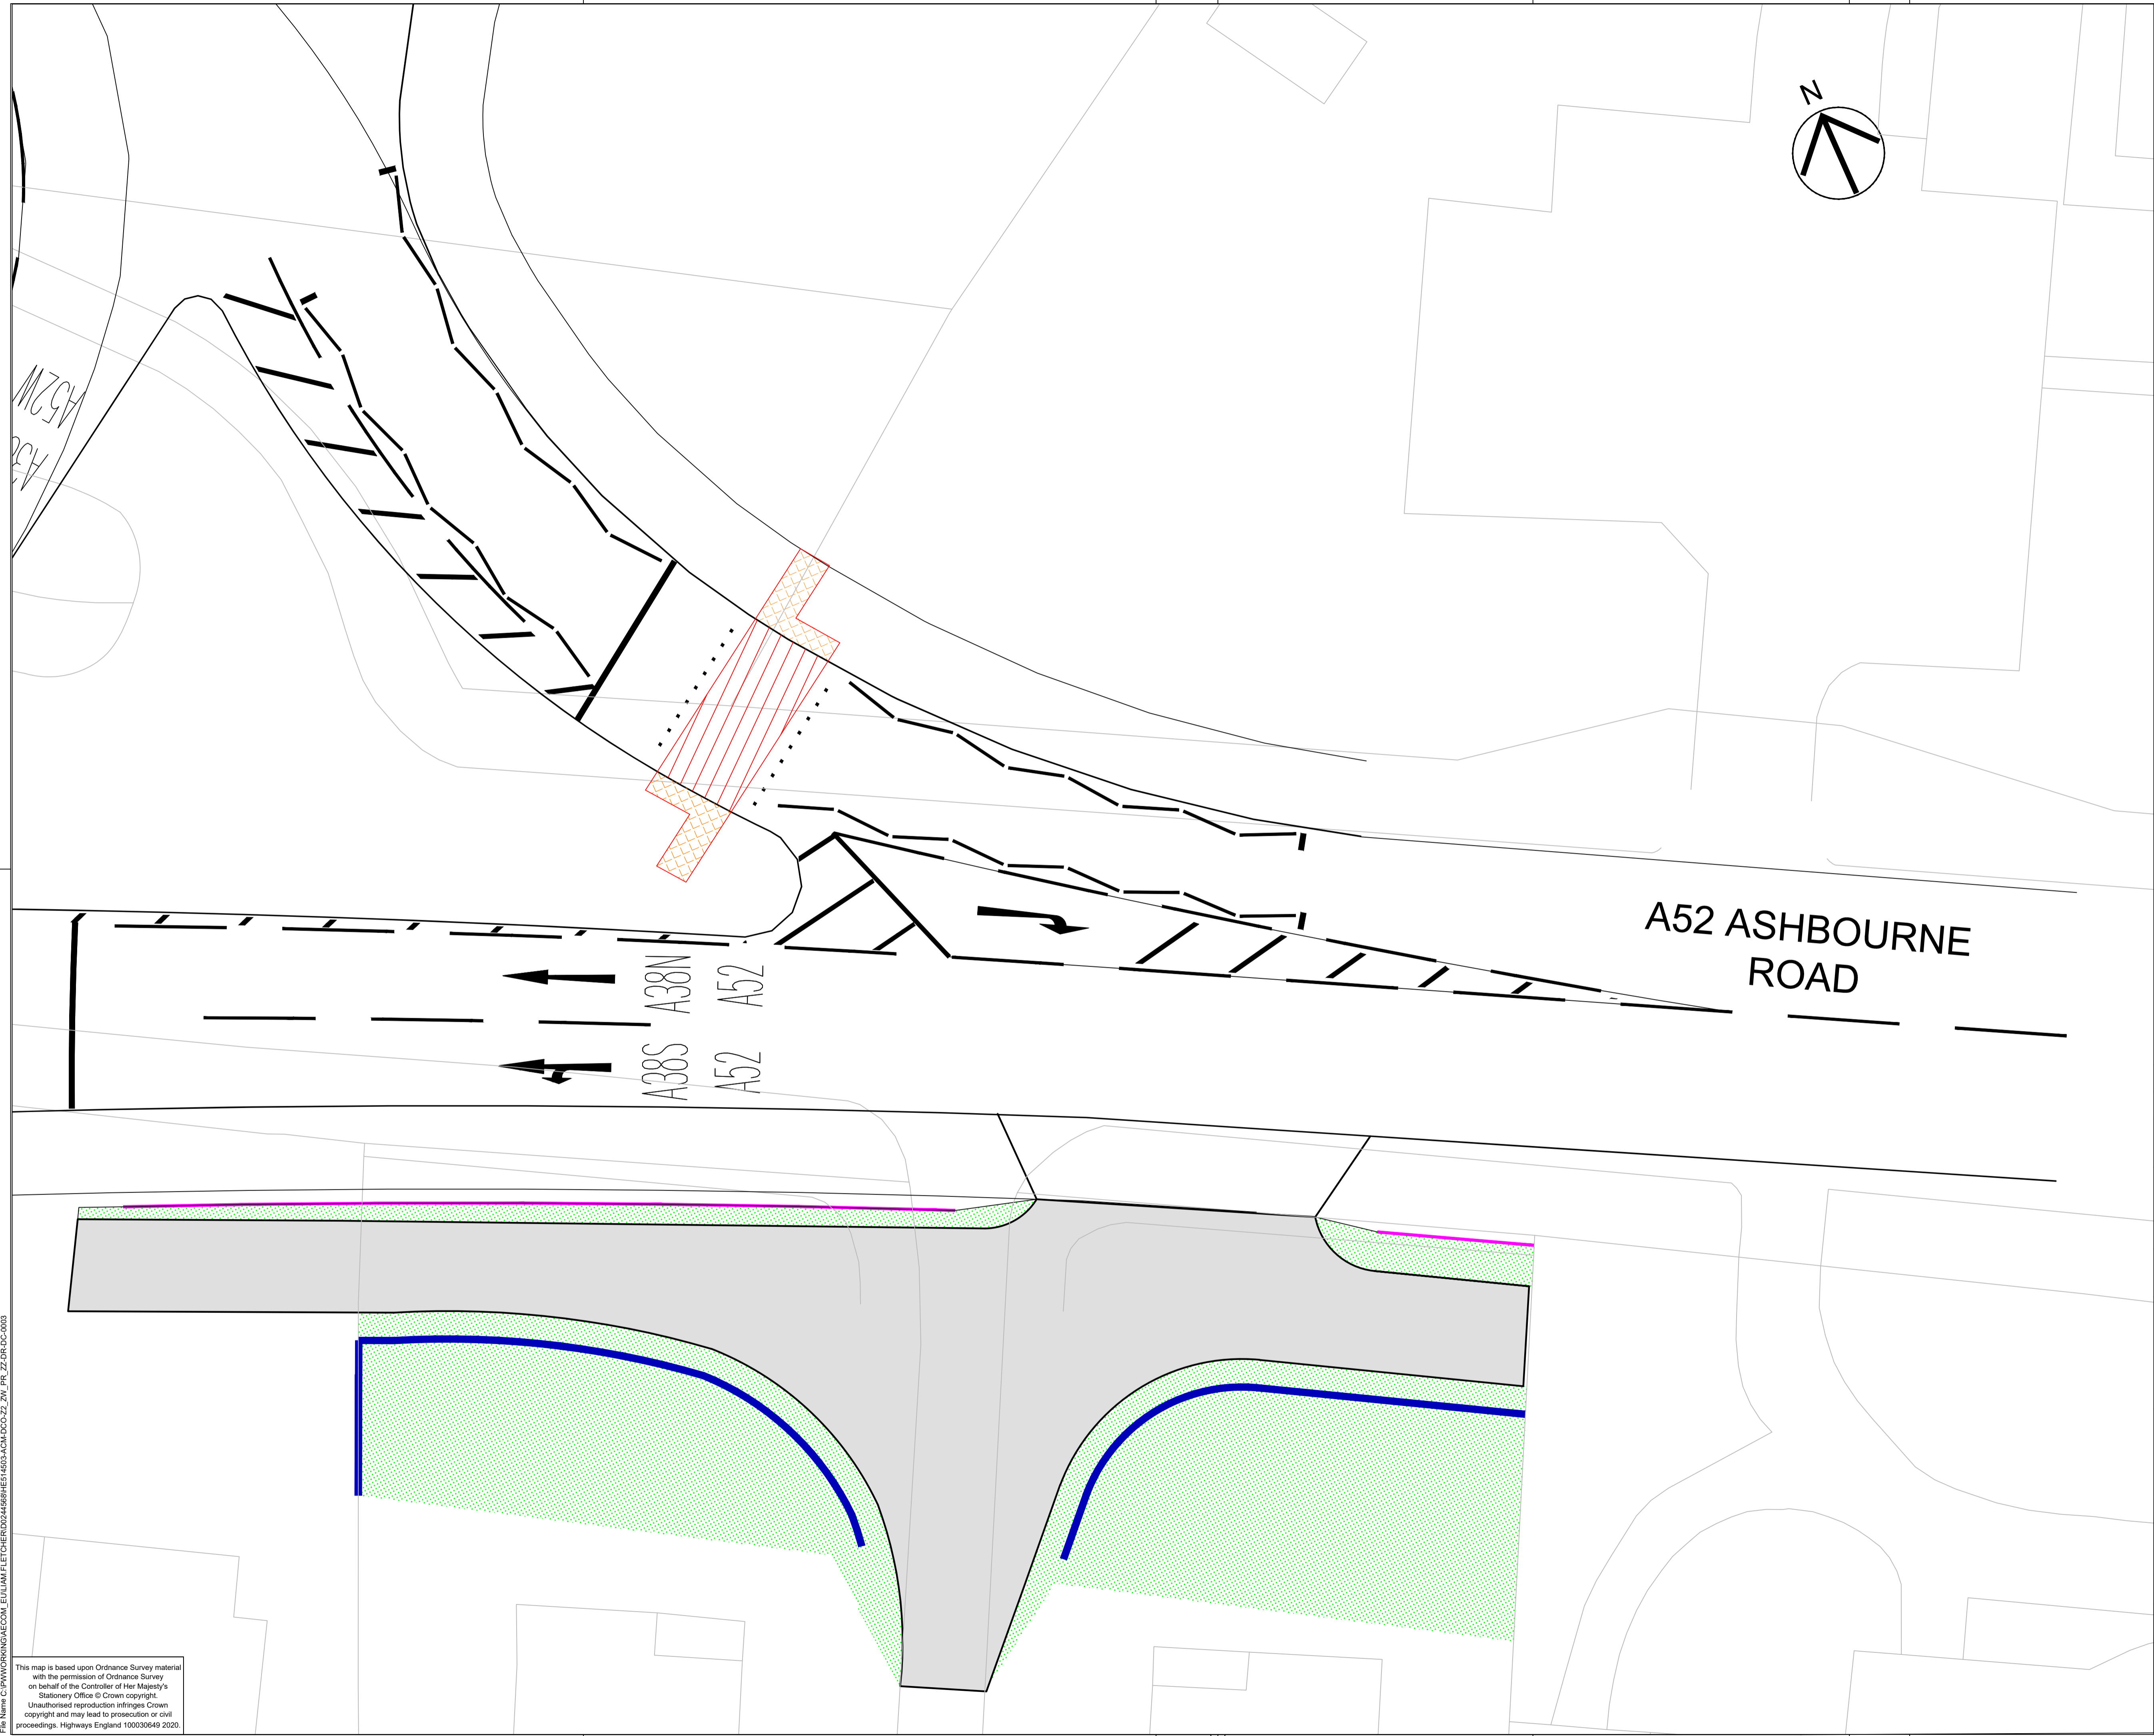 N
A52W
A52 ASHBOURNE
ROAD
A38N A52
A38S A52
This map is based upon Ordnance Survey material
with the permission of Ordnance Survey
on behalf of the Controller of Her Majesty's
Stationery Office © Crown copyright.
Unauthorised reproduction infringes Crown
copyright and may lead to prosecution or civil
proceedings. Highways England 100030649 2020.